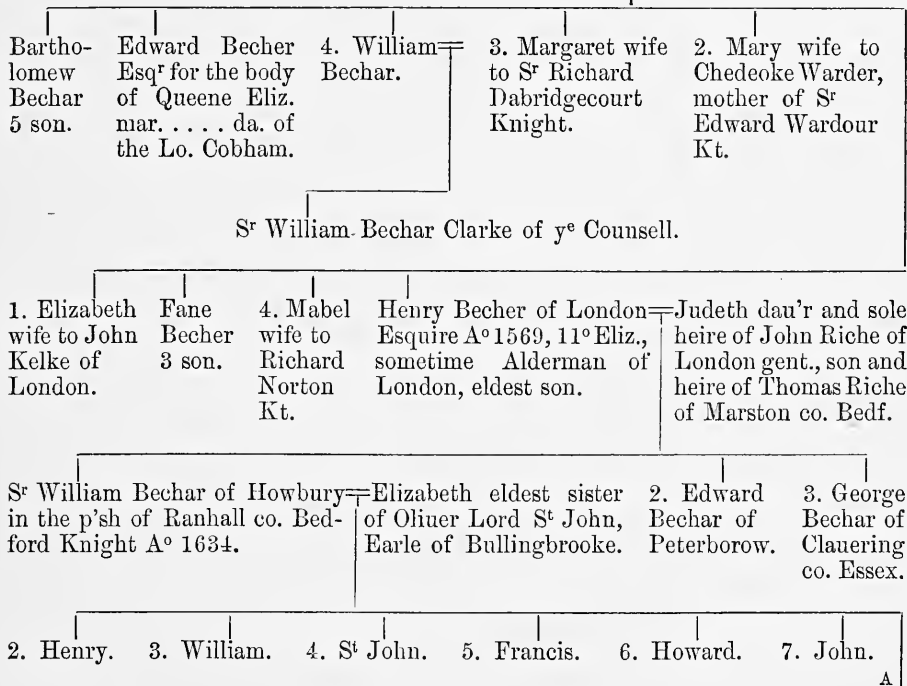 Bartho-
lomew
Bechar
5 son.
Edward Becher
Esqʳ for the body
of Queene Eliz.
mar. . . . . da. of
the Lo. Cobham.
4. William
Bechar.
3. Margaret wife
to Sʳ Richard
Dabridgecourt
Knight.
2. Mary wife to
Chedeoke Warder,
mother of Sʳ
Edward Wardour
Kt.
Sʳ William Bechar Clarke of yᵉ Counsell.
1. Elizabeth
wife to John
Kelke of
London.
Fane
Becher
3 son.
4. Mabel
wife to
Richard
Norton
Kt.
Henry Becher of London
Esquire Aº 1569, 11º Eliz.,
sometime Alderman of
London, eldest son.
Judeth dau'r and sole
heire of John Riche of
London gent., son and
heire of Thomas Riche
of Marston co. Bedf.
Sʳ William Bechar of Howbury
in the p'sh of Ranhall co. Bed-
ford Knight Aº 1634.
Elizabeth eldest sister
of Oliuer Lord Sᵗ John,
Earle of Bullingbrooke.
2. Edward
Bechar of
Peterborow.
3. George
Bechar of
Clauering
co. Essex.
2. Henry. 3. William. 4. Sᵗ John. 5. Francis. 6. Howard. 7. John.
A